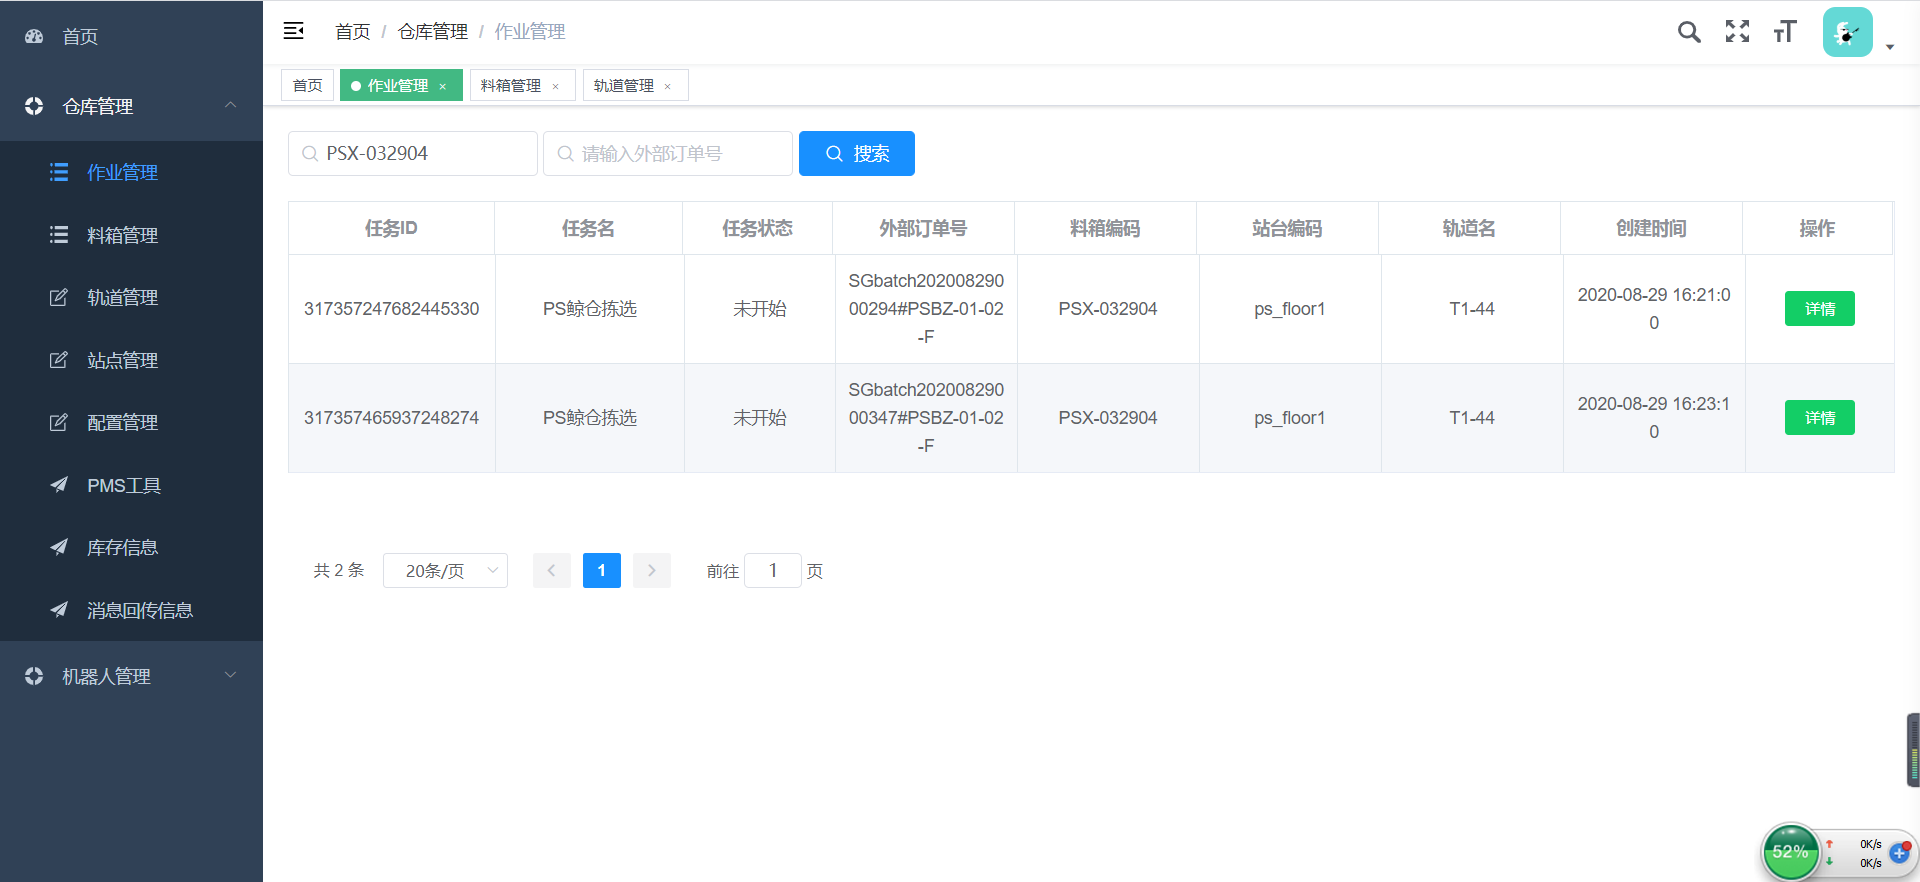 首页
仓库管理
作业管理
料箱管理
轨道管理
站点管理
配置管理
PMS工具
库存信息
消息回传信息
机器人管理
首页 / 仓库管理 / 作业管理
首页
作业管理 ×
料箱管理 ×
轨道管理 ×
PSX-032904
请输入外部订单号
搜索
任务ID 任务名 任务状态 外部订单号 料箱编码 站台编码 轨道名 创建时间 操作
317357247682445330 PS鲸仓拣选 未开始
SGbatch202008290
00294#PSBZ-01-02
-F
PSX-032904 ps_floor1 T1-44
2020-08-29 16:21:0
0
详情
317357465937248274 PS鲸仓拣选 未开始
SGbatch202008290
00347#PSBZ-01-02
-F
PSX-032904 ps_floor1 T1-44
2020-08-29 16:23:1
0
详情
共 2 条 20条/页 1 前往 1 页
52%
0K/s
0K/s